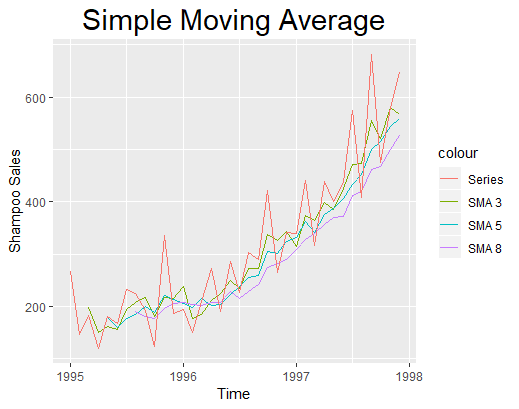 Simple Moving Average
600
400
200
Shampoo Sales
1995
1996
1997
1998
Time
colour
Series
SMA 3
SMA 5
SMA 8